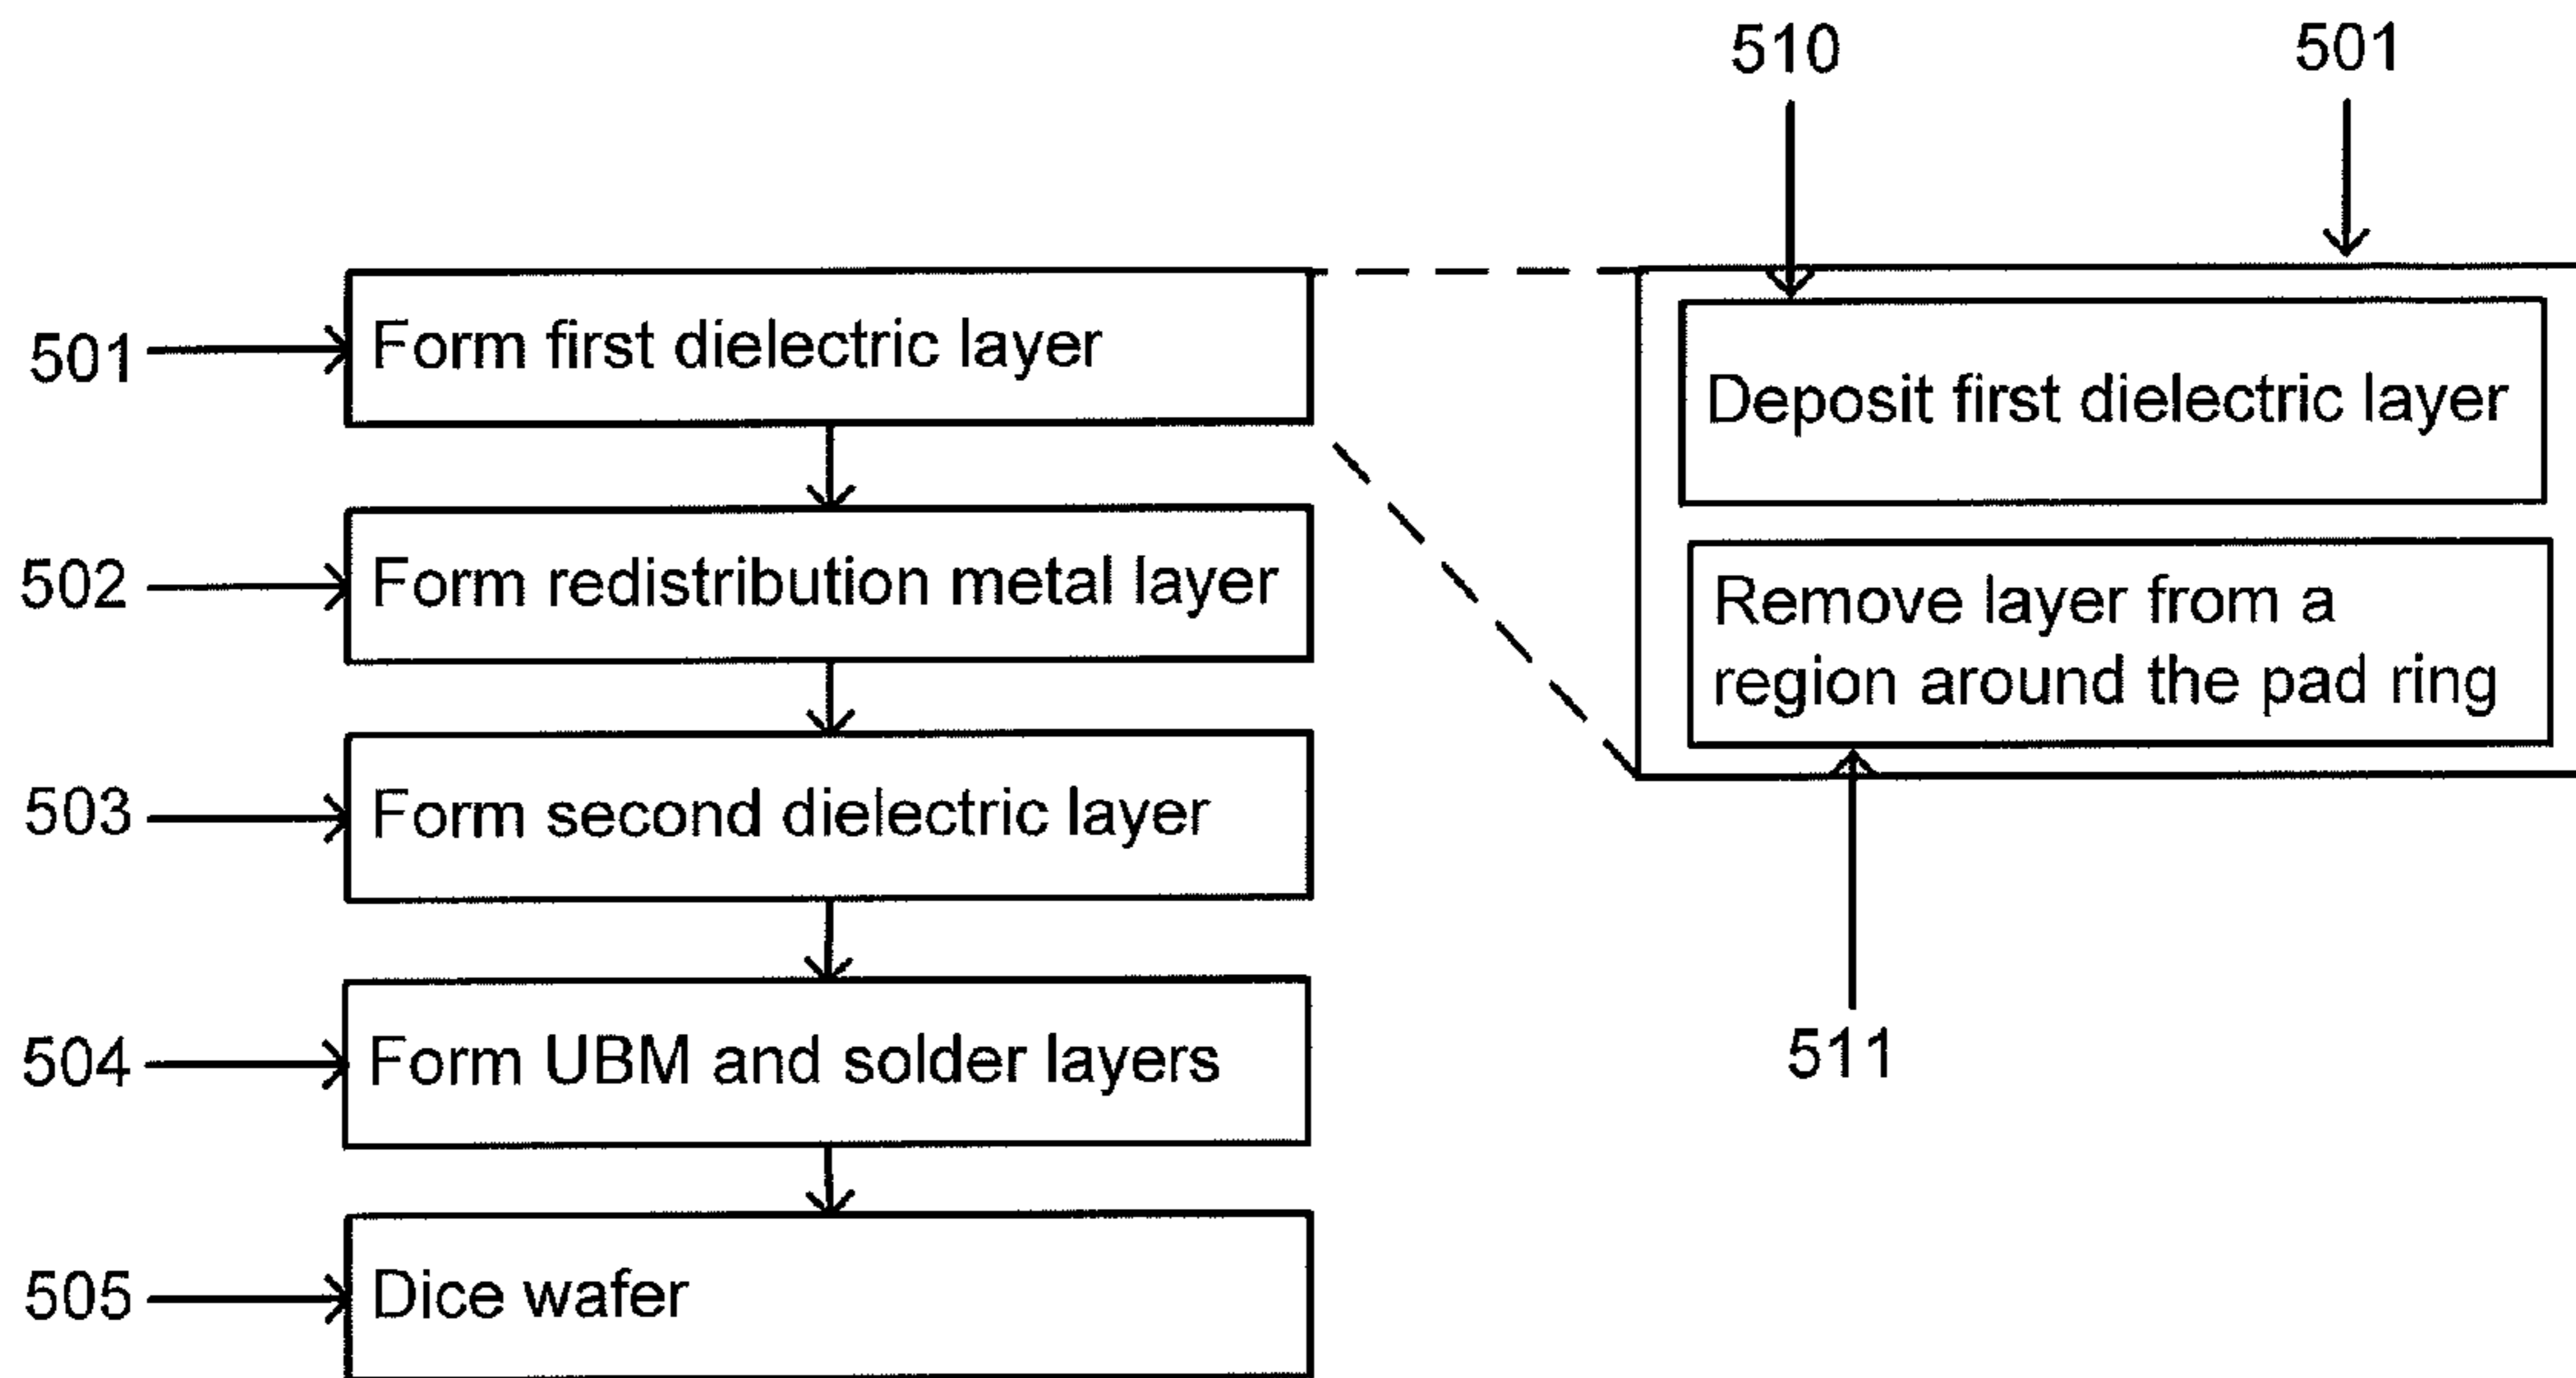 510
501
501
Form first dielectric layer
Deposit first dielectric layer
502
Form redistribution metal layer
Remove layer from a
region around the pad ring
503
Form second dielectric layer
504
Form UBM and solder layers
511
505
Dice wafer